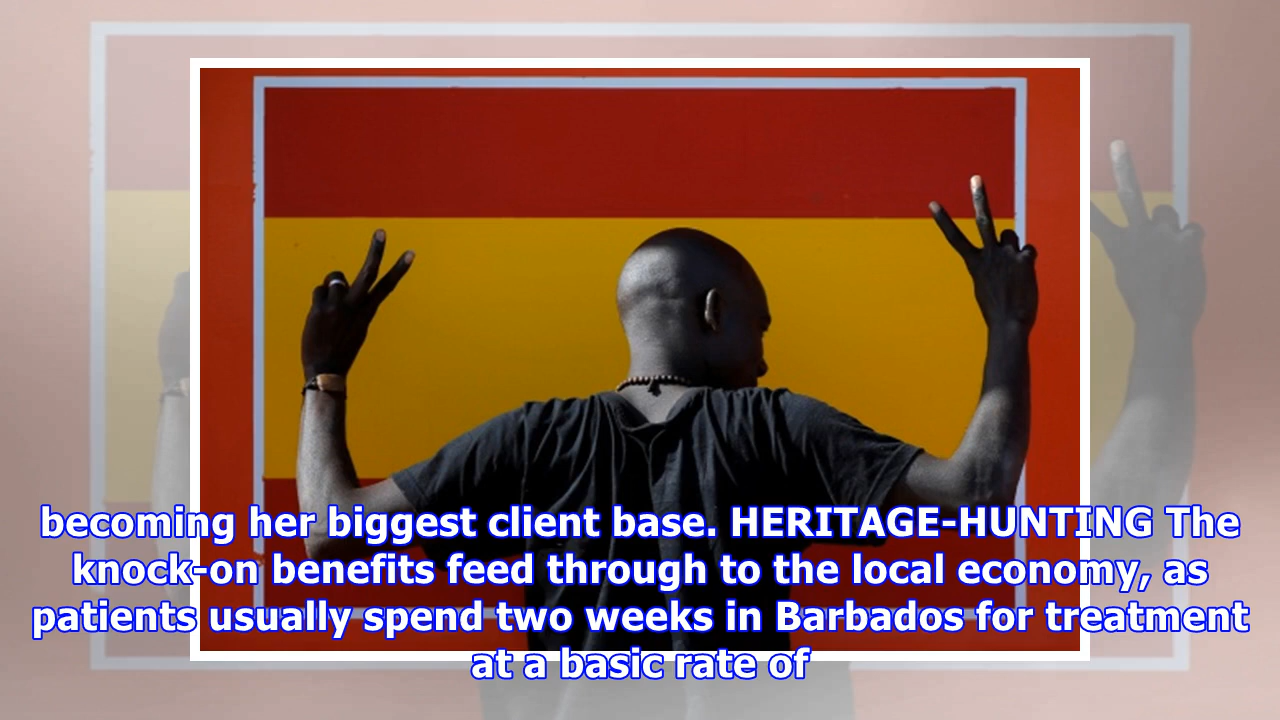 becoming her biggest client base. HERITAGE-HUNTING The
knock-on benefits feed through to the local economy, as
patients usually spend two weeks in Barbados for treatment
at a basic rate of